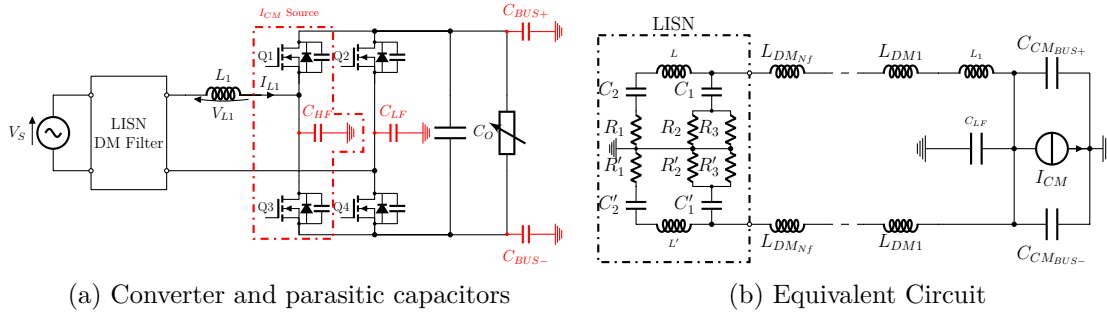 I_CM Source
C_BUS+
Q1
Q2
L_1
I_L1
V_L1
C_HF
C_LF
C_O
V_S
LISN
DM Filter
Q3
Q4
C_BUS−
(a) Converter and parasitic capacitors
LISN
L
L_DM_Nf
L_DM1
L_1
C_CM_BUS+
C_2
C_1
R_1
R_2
R_3
C_LF
R'_1
R'_2
R'_3
I_CM
C'_2
C'_1
L'
L_DM_Nf
L_DM1
C_CM_BUS−
(b) Equivalent Circuit